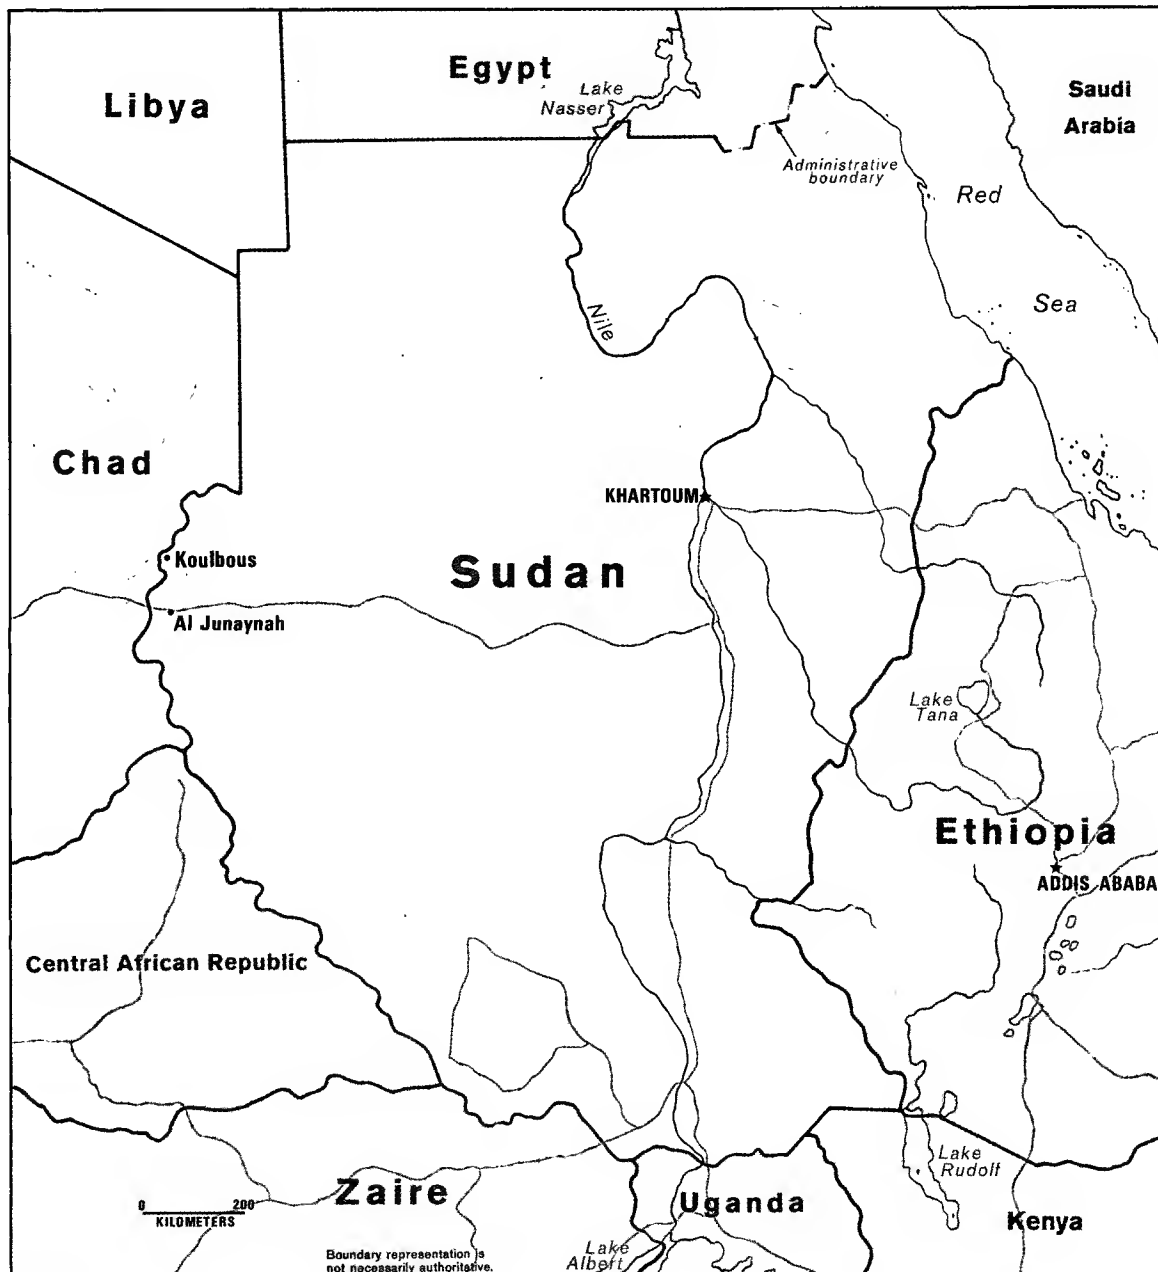 Libya
Egypt
Lake
Nasser
Saudi
Arabia
Administrative
boundary
Red
Sea
Nile
Chad
KHARTOUM
Koulbous
Sudan
Al Junaynah
Lake
Tana
Ethiopia
ADDIS ABABA
Central African Republic
Lake
Rudolf
Zaire
Uganda
Kenya
0 200
KILOMETERS
Lake
Albert
Boundary representation is
not necessarily authoritative.